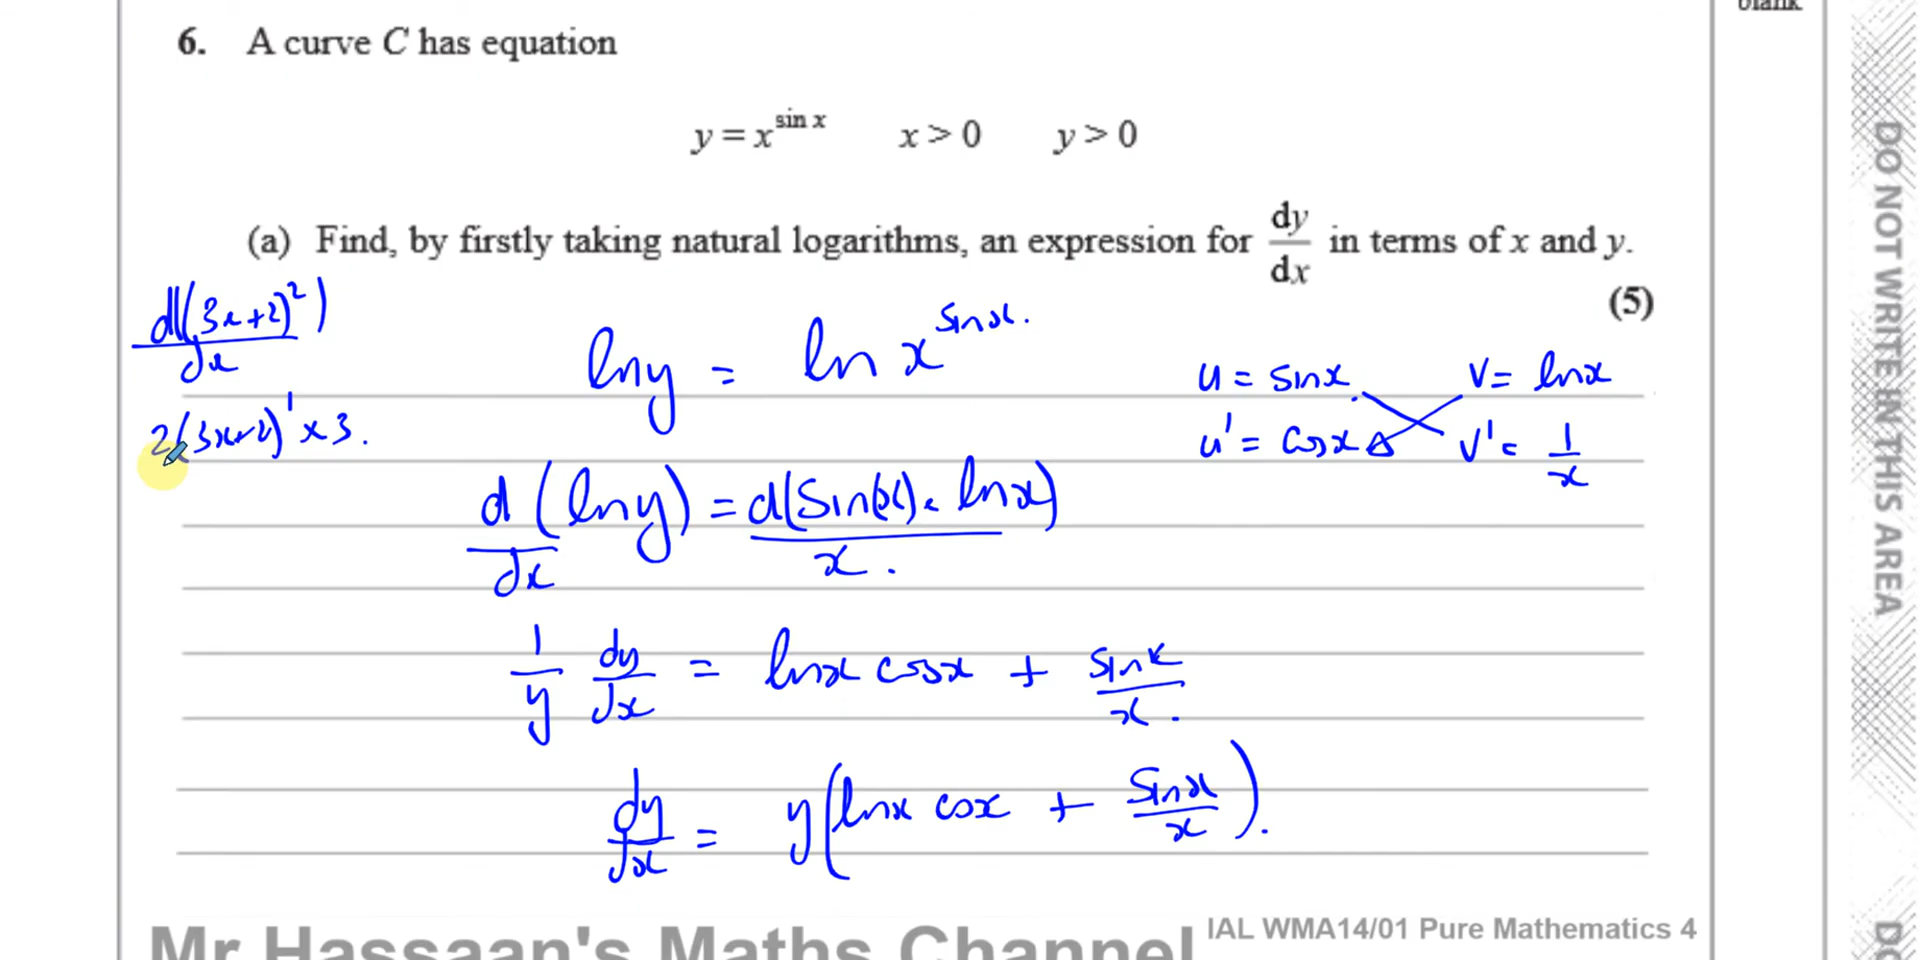 blank
6. A curve C has equation
y = x^sin x x > 0 y > 0
(a) Find, by firstly taking natural logarithms, an expression for dy/dx in terms of x and y.
(5)
d((3x+2)^2)/dx
2(3x+2)^1 × 3.
ln y = ln x^sin x.
u = sin x v = ln x
u' = cos x v' = 1/x
d/dx (ln y) = d(sin(x) . ln x)/x.
1/y dy/dx = ln x cos x + sin x/x.
dy/dx = y(ln x cos x + sin x/x).
Mr Hassaan's Maths Channel
IAL WMA14/01 Pure Mathematics 4
DO NOT WRITE IN THIS AREA
DO